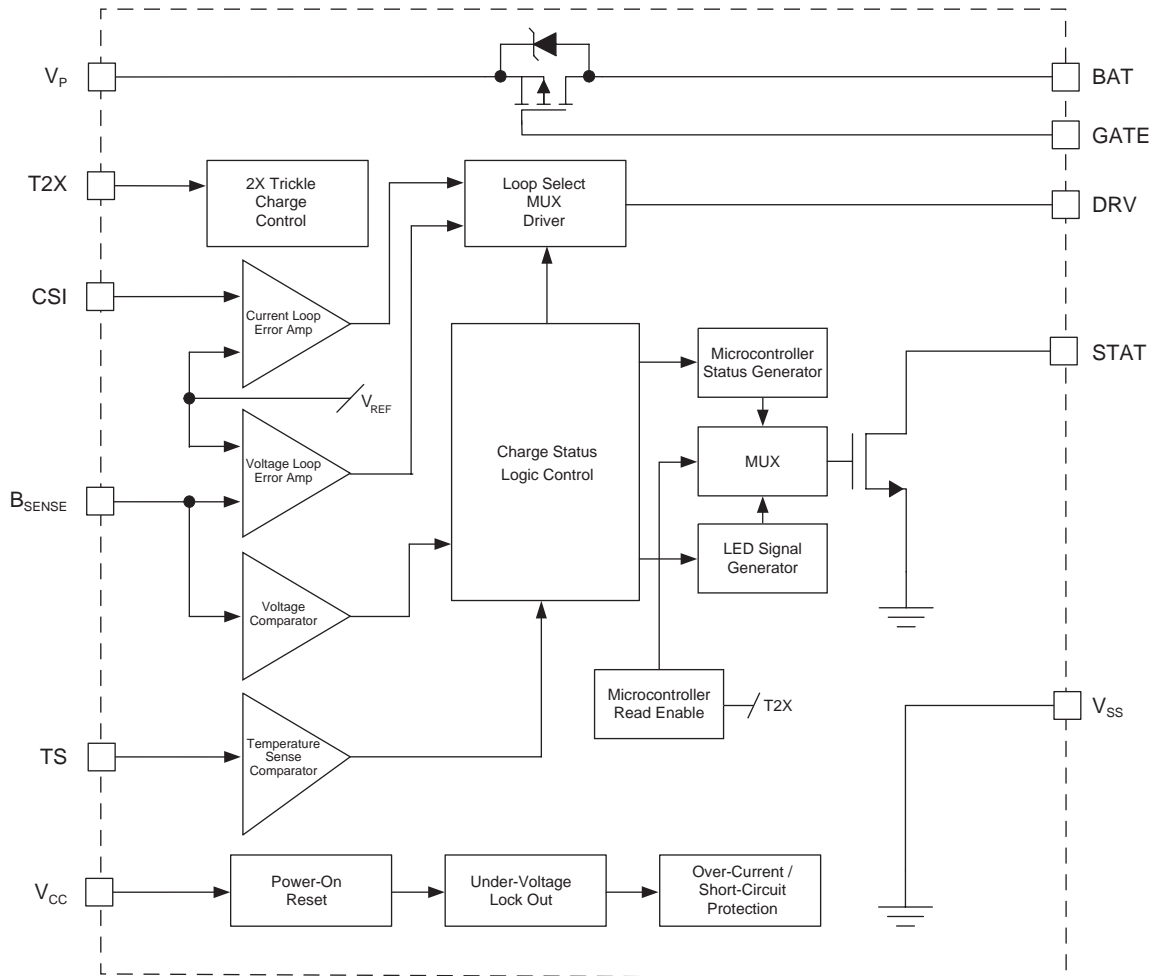 V_P
BAT
GATE
T2X
2X Trickle
Charge
Control
Loop Select
MUX
Driver
DRV
CSI
Current Loop
Error Amp
Microcontroller
Status Generator
STAT
V_REF
Voltage Loop
Error Amp
Charge Status
Logic Control
MUX
B_SENSE
LED Signal
Generator
Voltage
Comparator
Microcontroller
Read Enable
T2X
V_SS
TS
Temperature
Sense
Comparator
V_CC
Power-On
Reset
Under-Voltage
Lock Out
Over-Current /
Short-Circuit
Protection